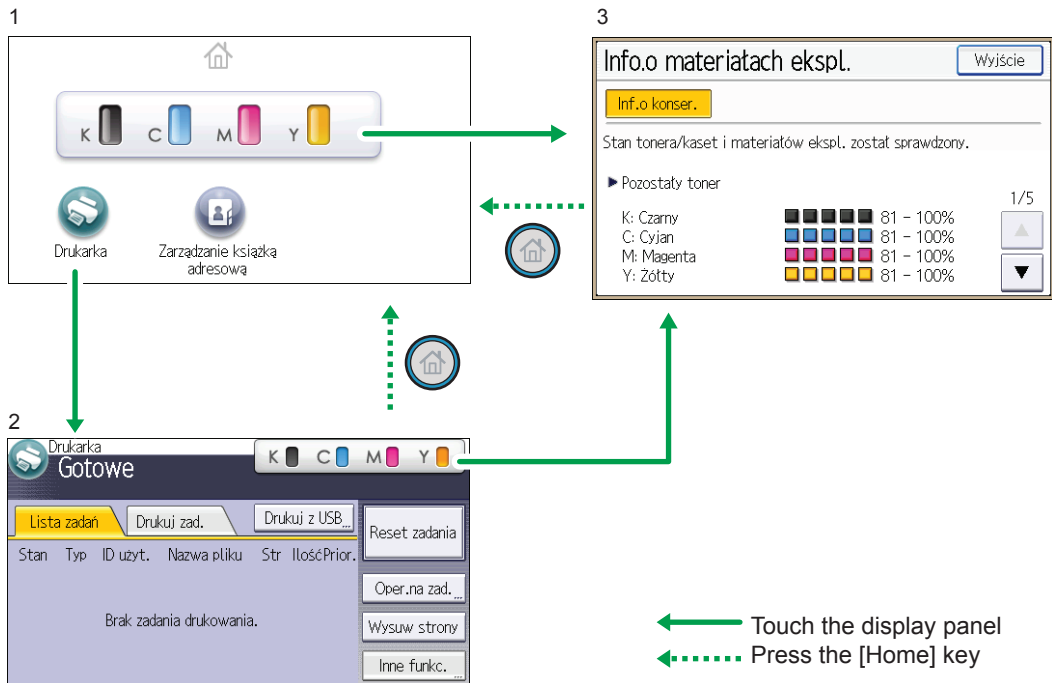 1
K C M Y
Drukarka
Zarządzanie książką
adresową
3
Info.o materiałach ekspl.
Wyjście
Inf.o konser.
Stan tonera/kaset i materiałów ekspl. został sprawdzony.
Pozostały toner
1/5
K: Czarny 81 - 100%
C: Cyjan 81 - 100%
M: Magenta 81 - 100%
Y: Żółty 81 - 100%
2
Drukarka
Gotowe
K C M Y
Lista zadań Drukuj zad. Drukuj z USB...
Reset zadania
Stan Typ ID użyt. Nazwa pliku Str Ilość Prior.
Oper.na zad. ...
Brak zadania drukowania.
Wysuw strony
Inne funkc. ...
Touch the display panel
Press the [Home] key